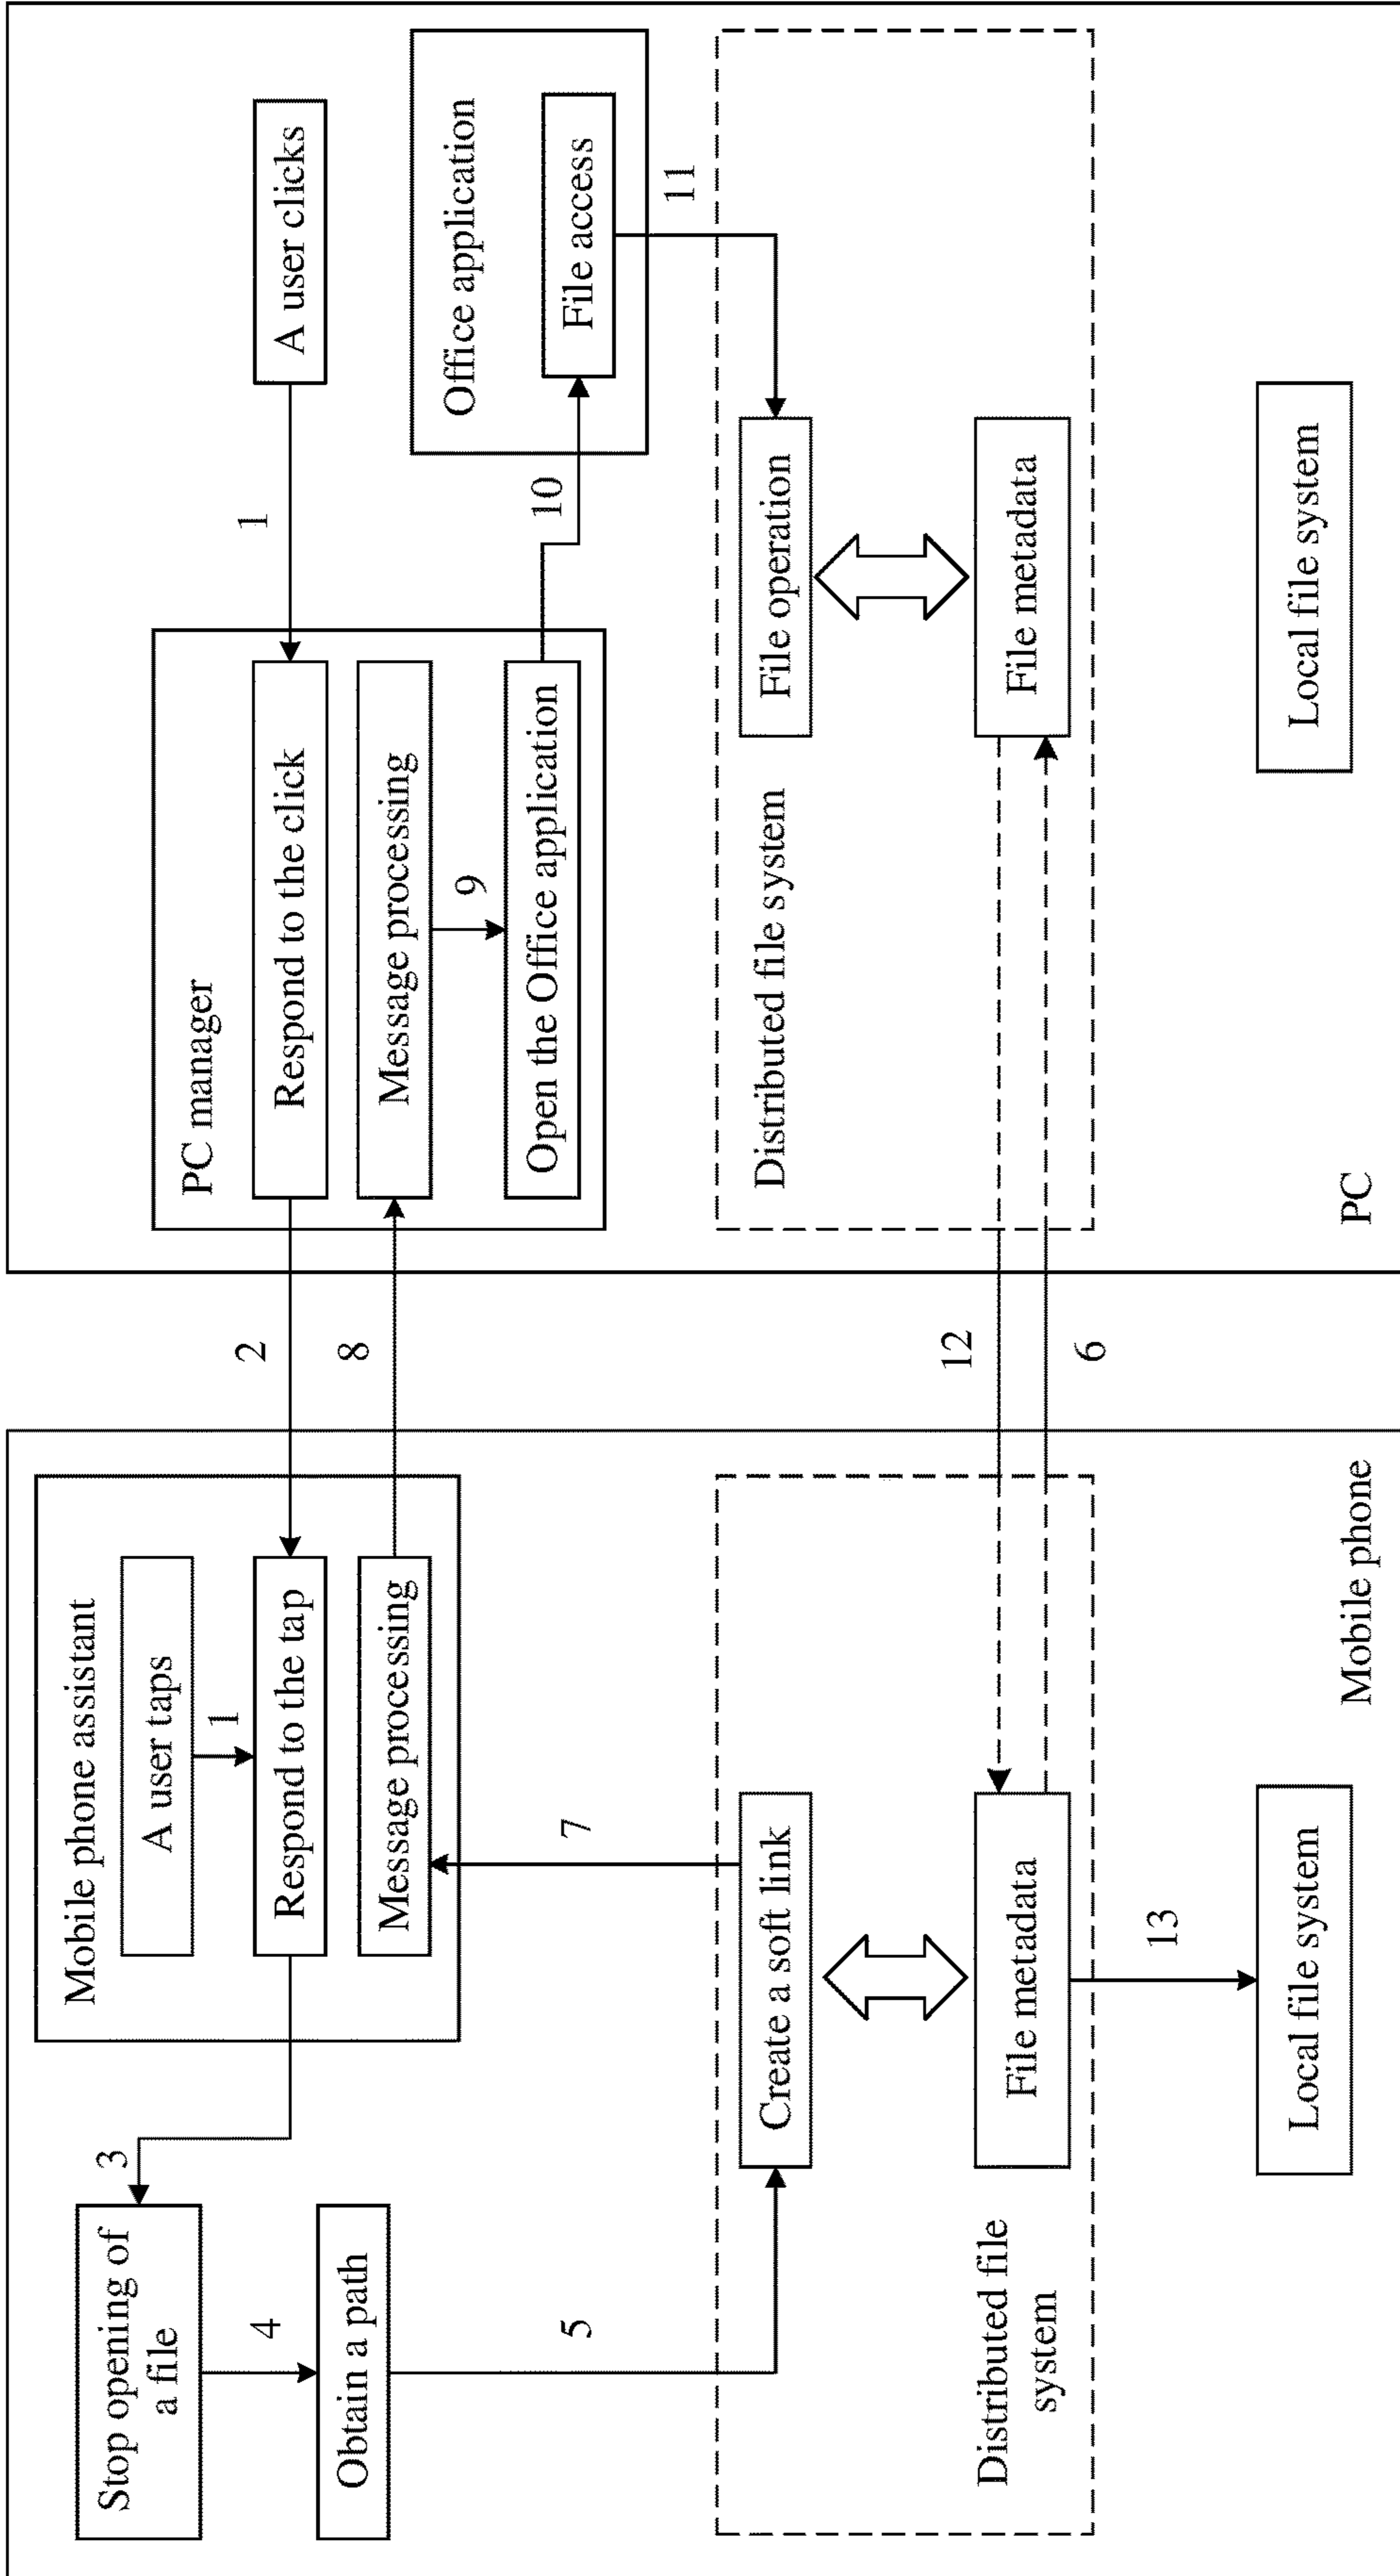 Mobile phone assistant
A user taps
1
Respond to the tap
Message processing
3
Stop opening of
a file
4
Obtain a path
5
7
Create a soft link
File metadata
Distributed file
system
13
Local file system
Mobile phone
2
8
12
6
PC manager
Respond to the click
Message processing
9
Open the Office application
1
A user clicks
10
Office application
File access
11
File operation
Distributed file system
File metadata
Local file system
PC